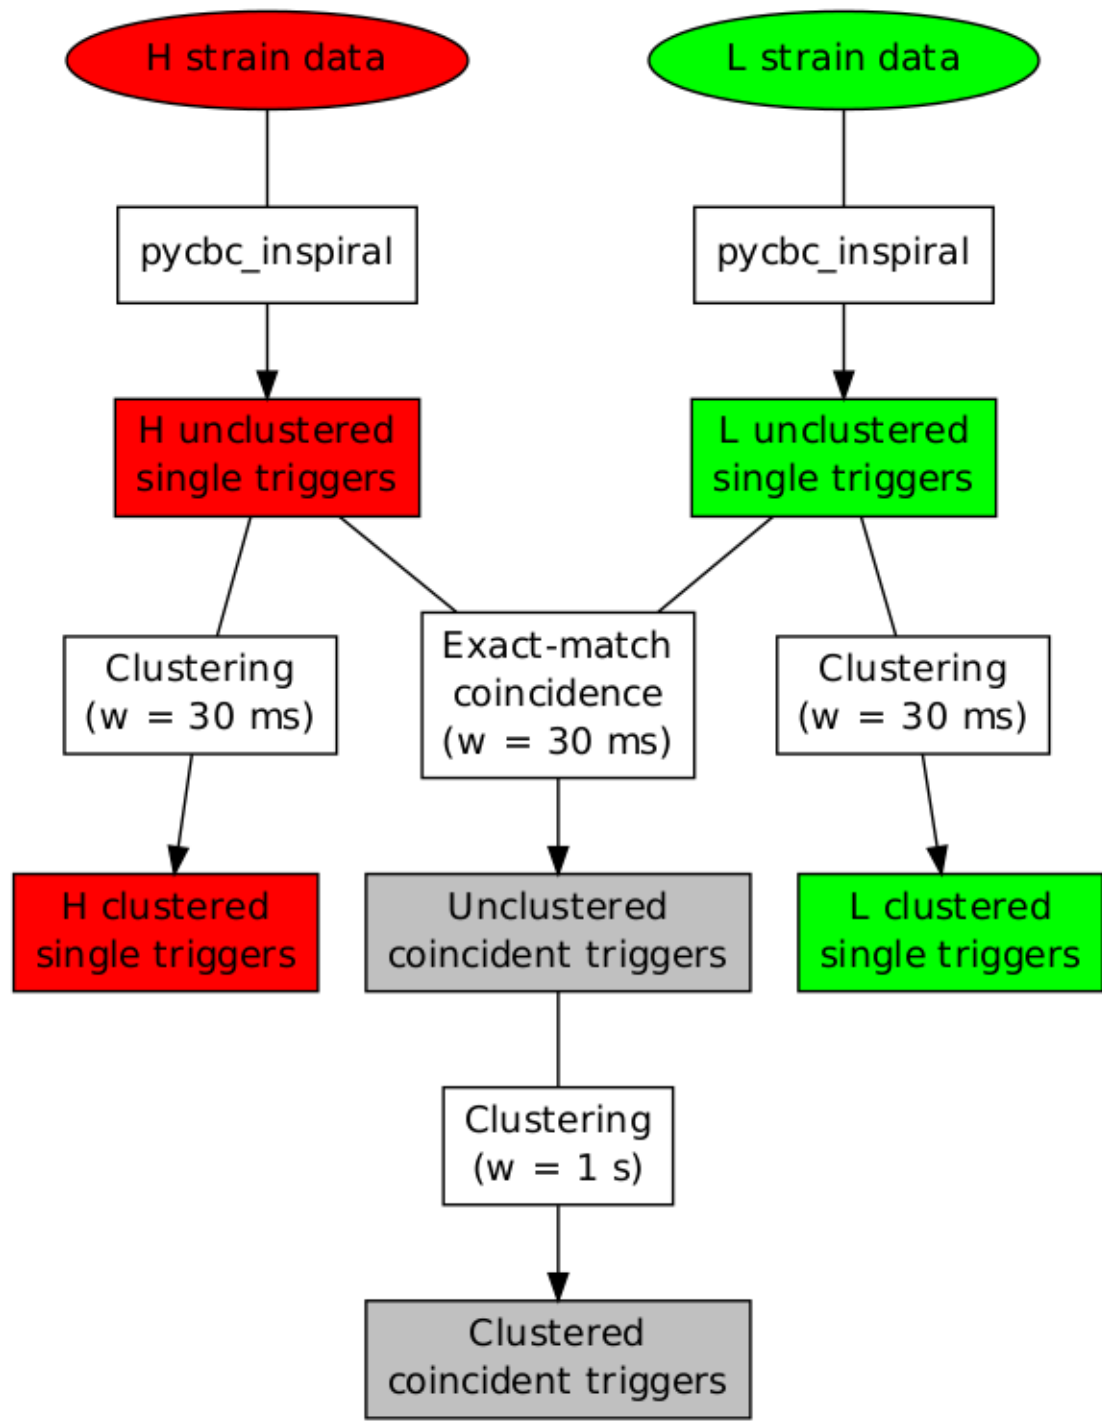 H strain data
L strain data
pycbc_inspiral
pycbc_inspiral
H unclustered
single triggers
L unclustered
single triggers
Clustering
(w = 30 ms)
Exact-match
coincidence
(w = 30 ms)
Clustering
(w = 30 ms)
H clustered
single triggers
Unclustered
coincident triggers
L clustered
single triggers
Clustering
(w = 1 s)
Clustered
coincident triggers